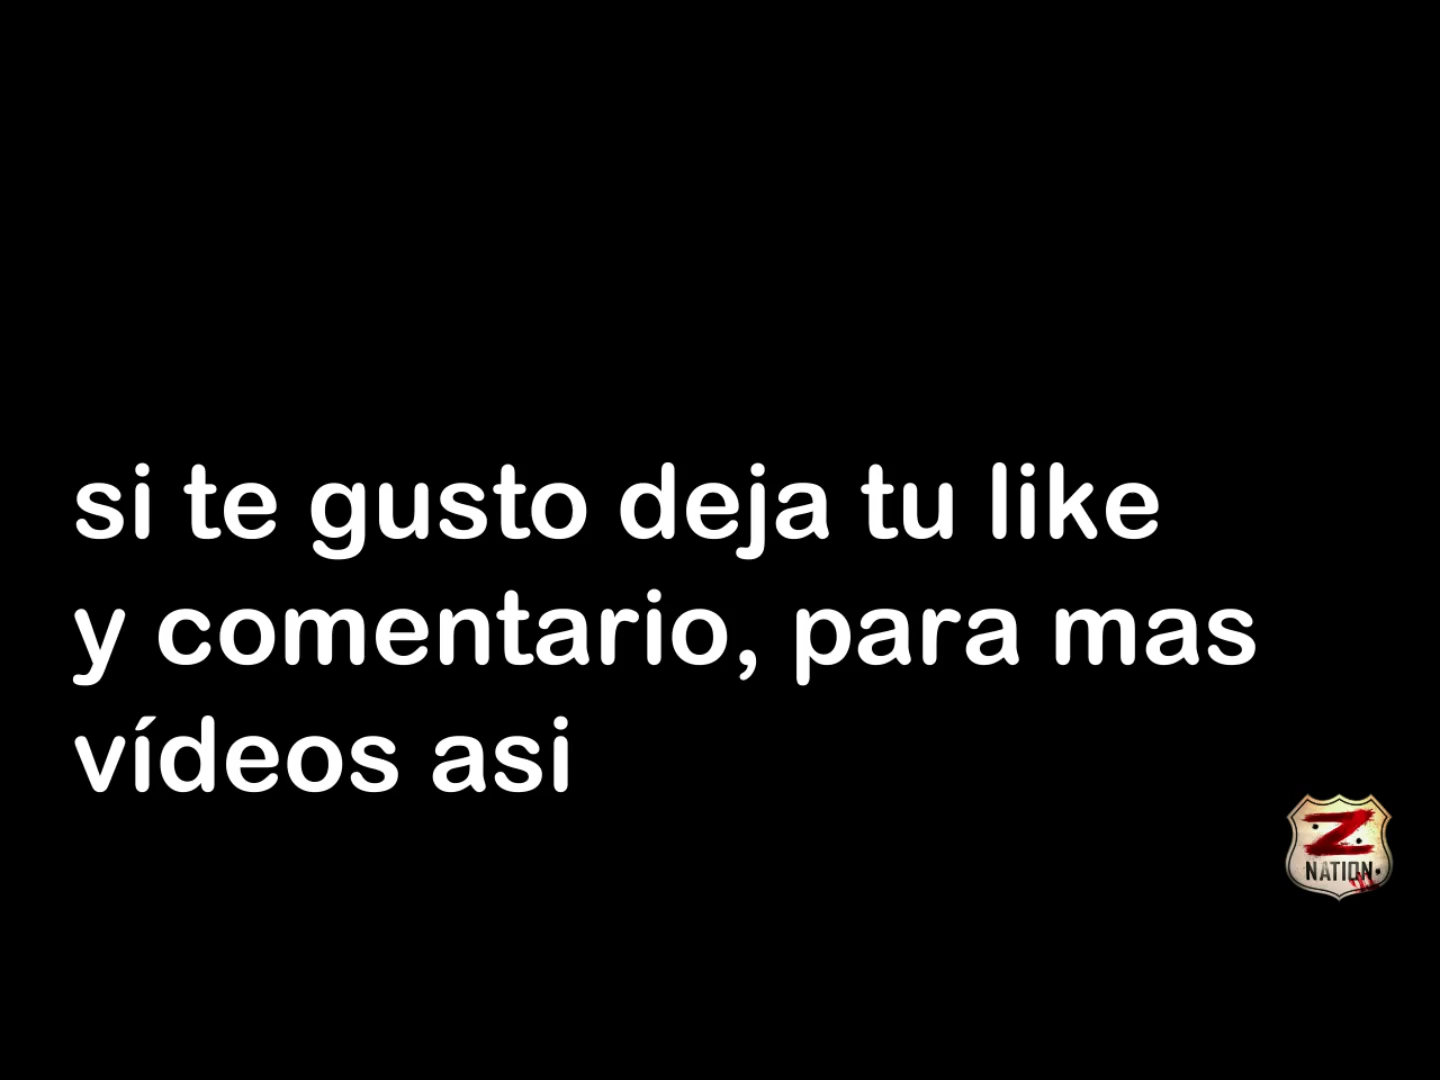 si te gusto deja tu like
y comentario, para mas
vídeos asi
Z
NATION